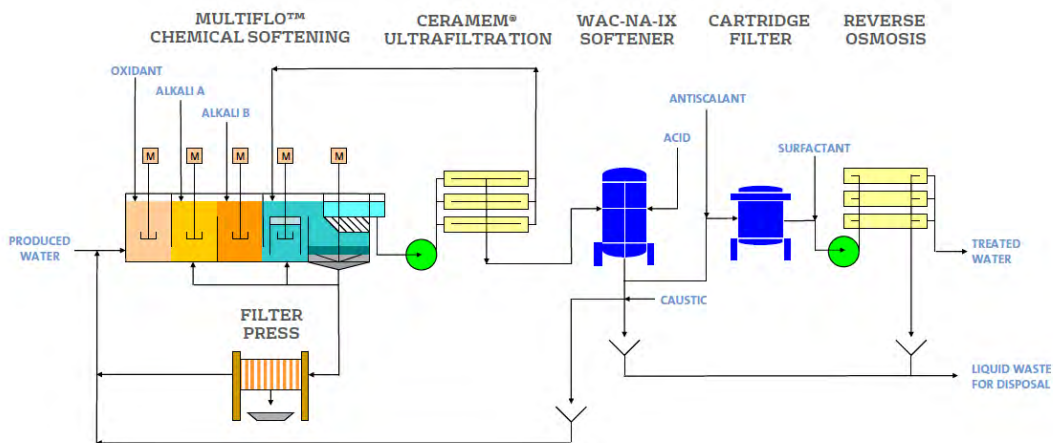 MULTIFLO™
CHEMICAL SOFTENING
CERAMEM®
ULTRAFILTRATION
WAC-NA-IX
SOFTENER
CARTRIDGE
FILTER
REVERSE
OSMOSIS
OXIDANT
ALKALI A
ALKALI B
ANTISCALANT
ACID
SURFACTANT
M
M
M
M
M
PRODUCED
WATER
TREATED
WATER
CAUSTIC
FILTER
PRESS
LIQUID WASTE
FOR DISPOSAL